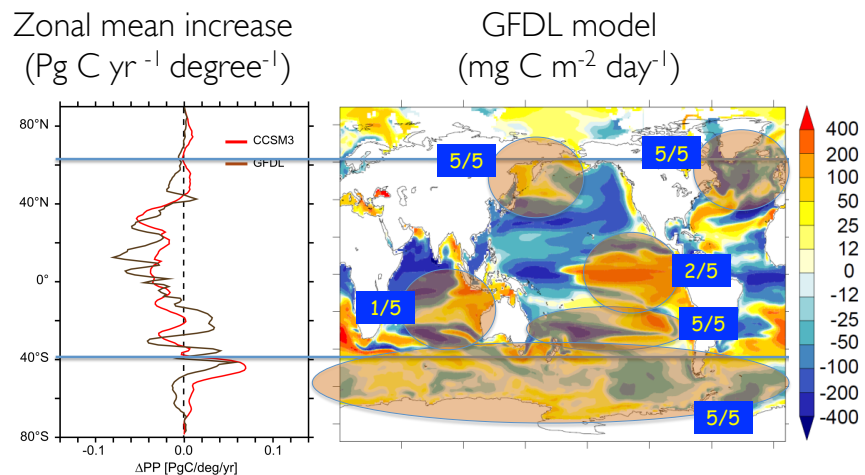 Zonal mean increase
(Pg C yr -1 degree-1)
GFDL model
(mg C m-2 day-1)
80°N
40°N
0°
40°S
80°S
CCSM3
GFDL
-0.1
0.0
0.1
ΔPP [PgC/deg/yr]
5/5
5/5
2/5
1/5
5/5
5/5
400
200
100
50
25
12
0
-12
-25
-50
-100
-200
-400